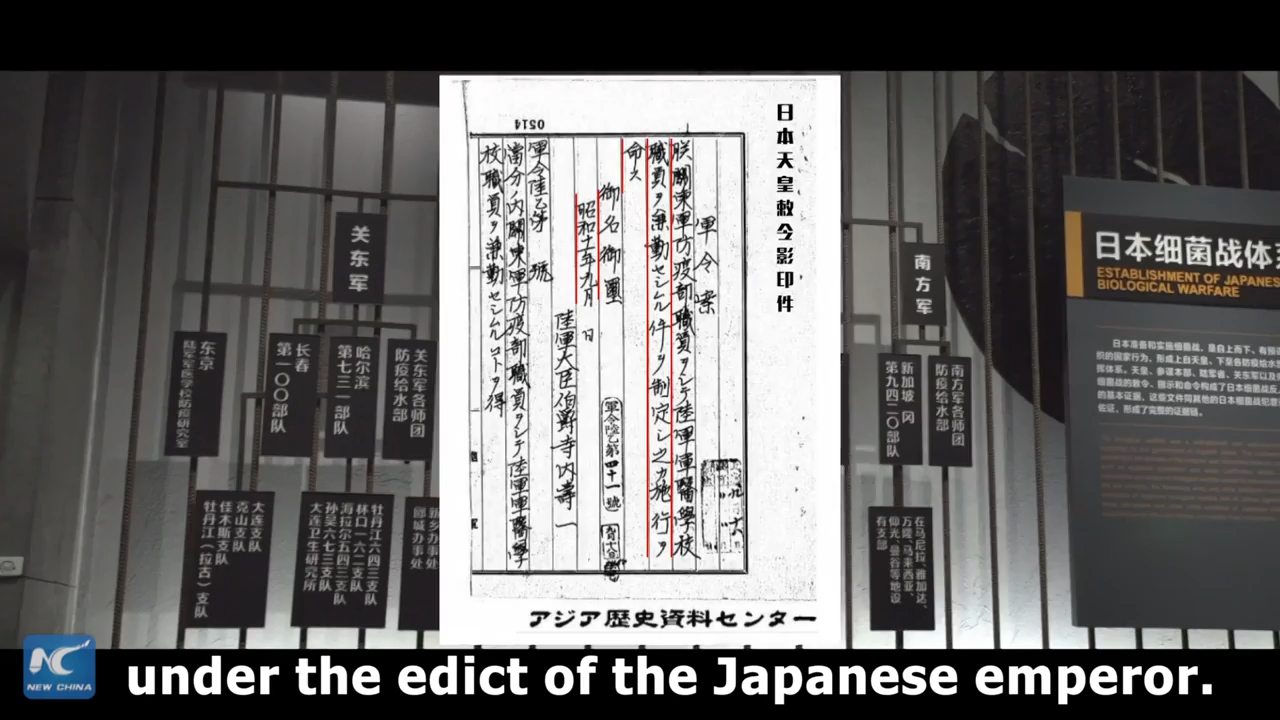 日本天皇敕令影印件
0214
軍令案
朕關東軍防疫部職員ヲシテ陸軍軍醫學校
職員ヲ兼勤セシムル件ヲ制定シ之カ施行ヲ
命ス
御名御璽
昭和十一年九月 日
軍令陸乙第四十一號
陸軍大臣伯爵寺内壽一
軍令陸乙第 號
當分ノ内關東軍防疫部職員ヲシテ陸軍軍醫學
校職員ヲ兼勤セシムルコトヲ得
アジア歴史資料センター
关东军
关东军各师团
防疫给水部
哈尔滨
第七三一部队
长春
第一〇〇部队
东京
陆军军医学校防疫研究室
牡丹江六四三支队
林口一六二支队
海拉尔五四三支队
孙吴六七三支队
大连卫生研究所
大连支队
克山支队
佳木斯支队
牡丹江（拉古）支队
南方军
南方军各师团
防疫给水部
新加坡 冈
第九四二〇部队
在马尼拉、雅加达、
万隆、马来西亚、
仰光、曼谷等地设
有支部
日本细菌战体系
ESTABLISHMENT OF JAPANESE
BIOLOGICAL WARFARE
NC
NEW CHINA
under the edict of the Japanese emperor.